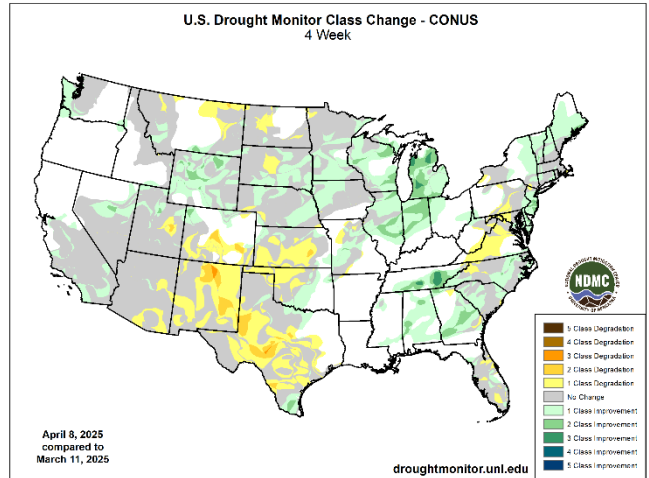 U.S. Drought Monitor Class Change - CONUS
4 Week
NDMC
5 Class Degradation
4 Class Degradation
3 Class Degradation
2 Class Degradation
1 Class Degradation
No Change
1 Class Improvement
2 Class Improvement
3 Class Improvement
4 Class Improvement
5 Class Improvement
April 8, 2025
compared to
March 11, 2025
droughtmonitor.unl.edu